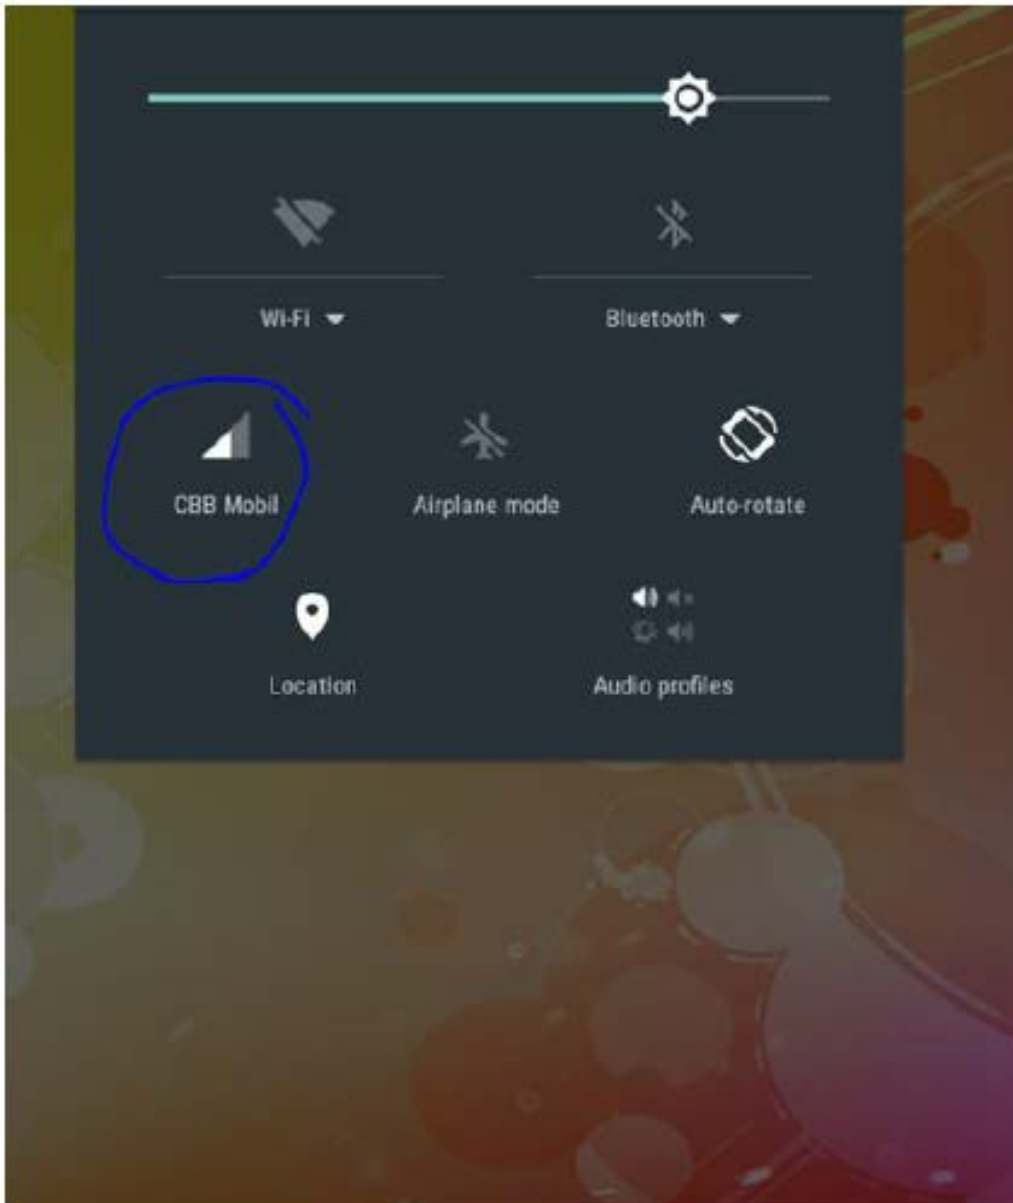 Wi-Fi
Bluetooth
CBB Mobil
Airplane mode
Auto-rotate
Location
Audio profiles